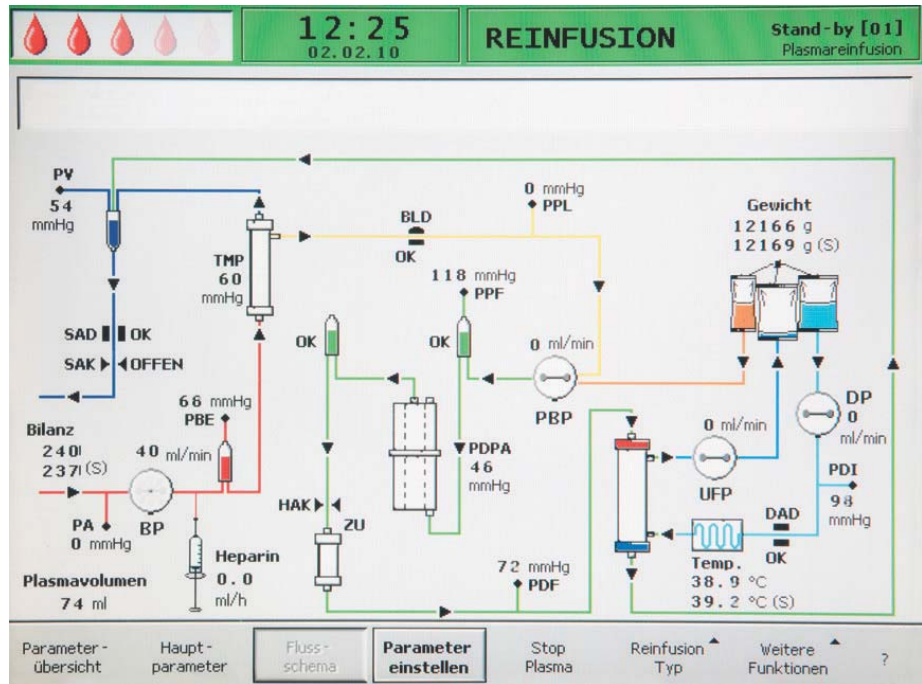 12:25
02.02.10
REINFUSION
Stand-by [01]
Plasmareinfusion
PV
54
mmHg
TMP
60
mmHg
BLD
OK
0 mmHg
PPL
Gewicht
12166 g
12169 g (S)
118 mmHg
PPF
SAD
OK
SAK
OFFEN
OK
OK
0 ml/min
PBP
DP
0
ml/min
Bilanz
240
237 (S)
40 ml/min
BP
68 mmHg
PBE
PDPA
46
mmHg
0 ml/min
UFP
PDI
98
mmHg
PA
0 mmHg
HAK
ZU
DAD
OK
Heparin
0.0
ml/h
Plasmavolumen
74 ml
72 mmHg
PDF
Temp.
38.9 °C
39.2 °C (S)
Parameter-
übersicht
Haupt-
parameter
Fluss-
schema
Parameter
einstellen
Stop
Plasma
Reinfusion
Typ
Weitere
Funktionen
?